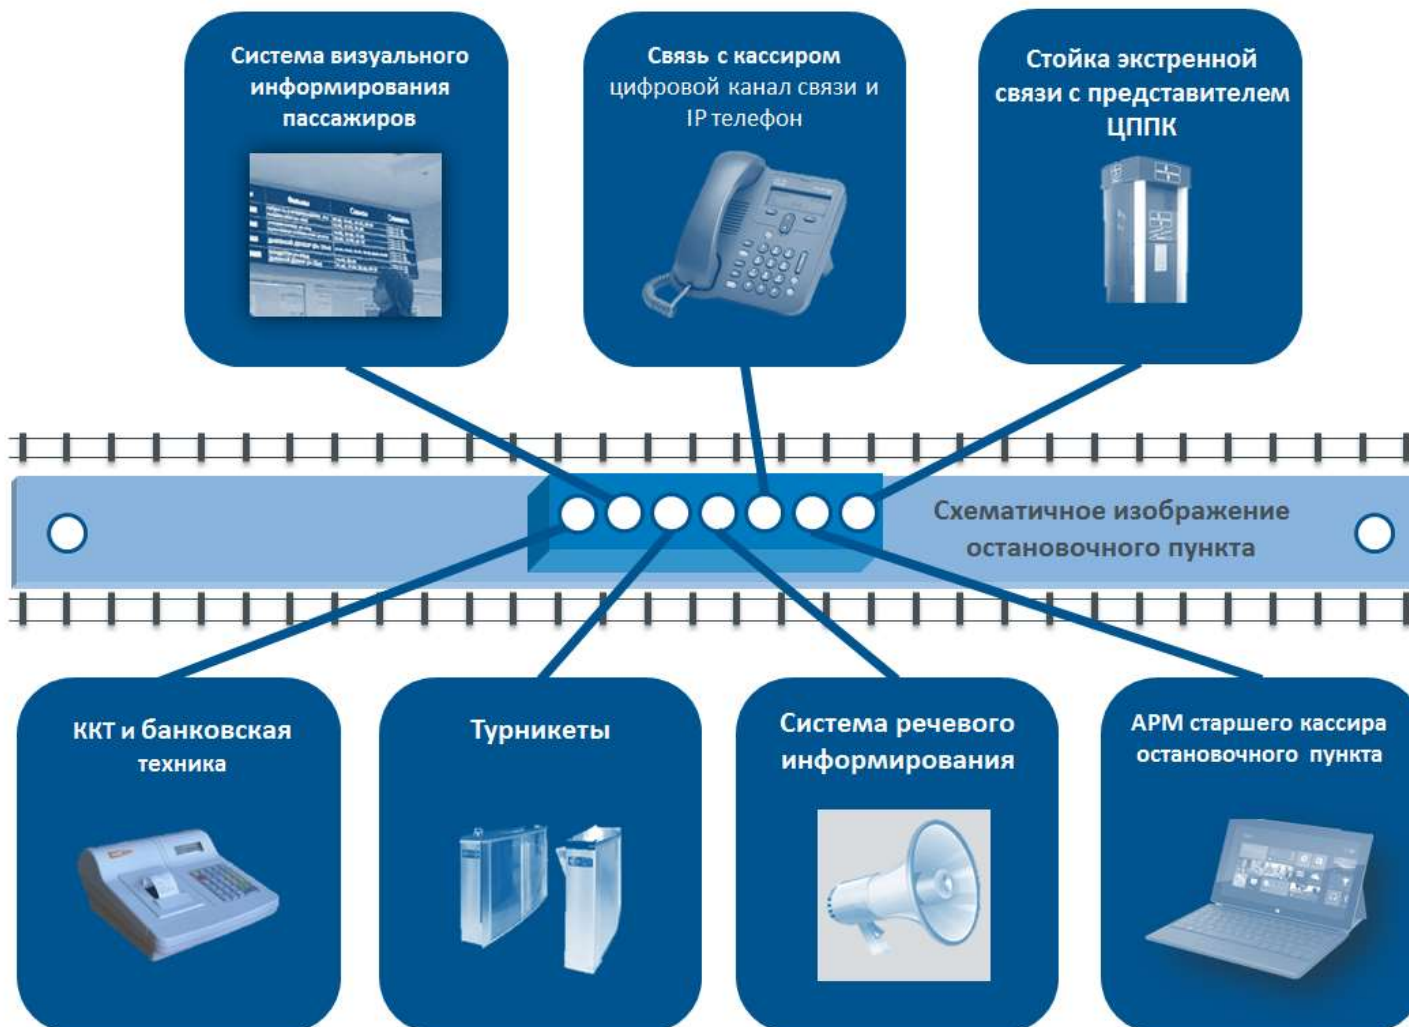 Система визуального
информирования
пассажиров
Связь с кассиром
цифровой канал связи и
IP телефон
Стойка экстренной
связи с представителем
ЦППК
Схематичное изображение
остановочного пункта
ККТ и банковская
техника
Турникеты
Система речевого
информирования
АРМ старшего кассира
остановочного пункта